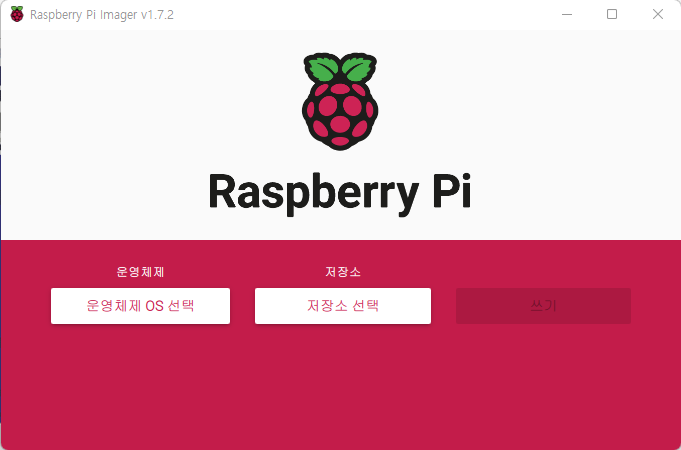 Raspberry Pi Imager v1.7.2
Raspberry Pi
운영체제
저장소
운영체제 OS 선택
저장소 선택
쓰기